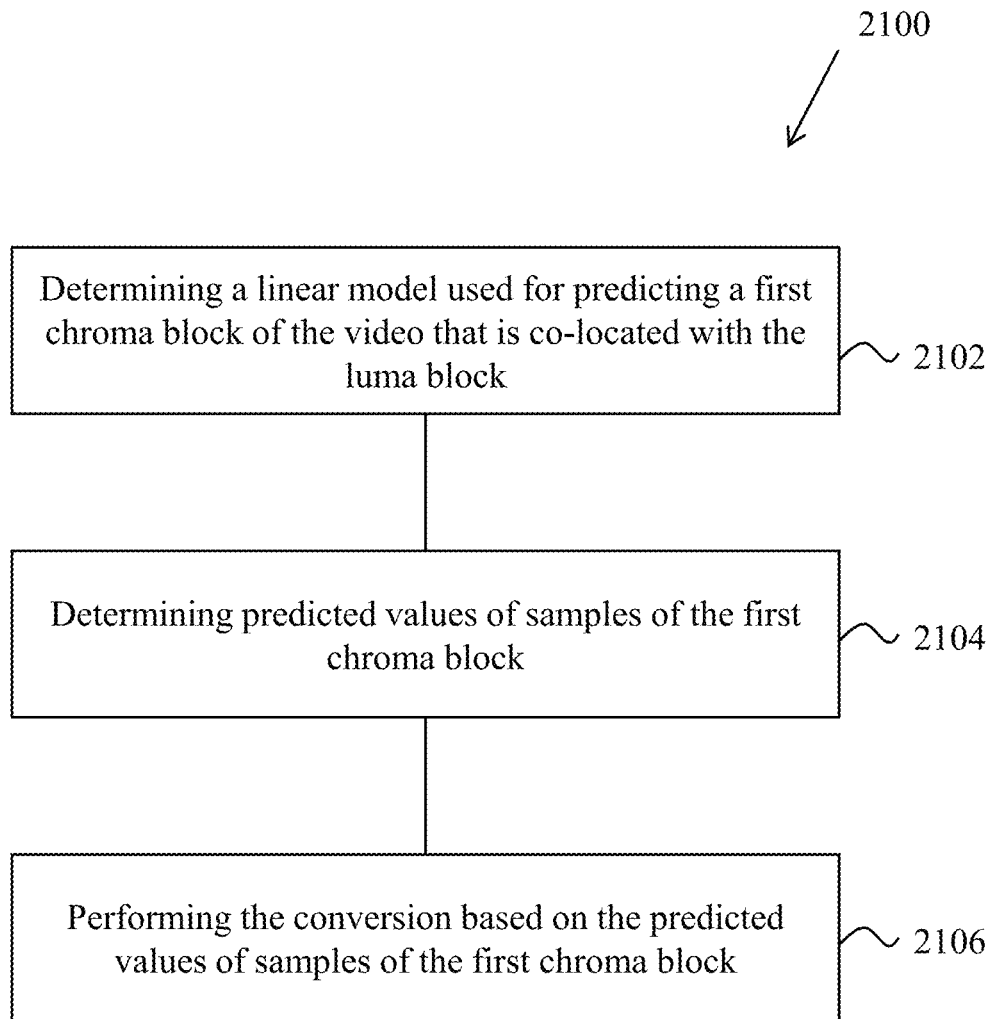 2100
Determining a linear model used for predicting a first
chroma block of the video that is co-located with the
luma block
2102
Determining predicted values of samples of the first
chroma block
2104
Performing the conversion based on the predicted
values of samples of the first chroma block
2106